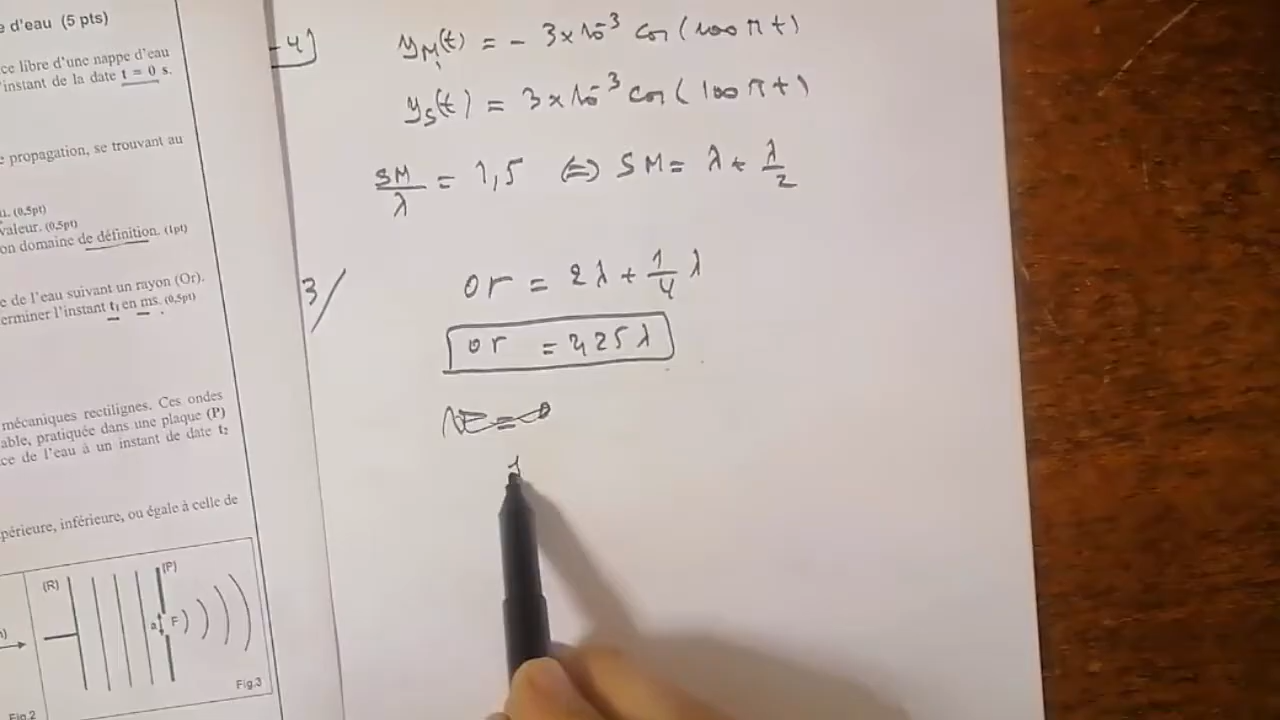 e d'eau (5 pts)
ce libre d'une nappe d'eau
'instant de la date t = 0 s.
e propagation, se trouvant au
u. (0,5pt)
valeur. (0,5pt)
on domaine de définition. (1pt)
e de l'eau suivant un rayon (Or).
erminer l'instant t₁ en ms. (0,5pt)
mécaniques rectilignes. Ces ondes
able, pratiquée dans une plaque (P)
ce de l'eau à un instant de date t₂
périeure, inférieure, ou égale à celle de
(R)
(P)
a
F
Fig.3
Fig.2
-4)
y_M(t) = - 3×10⁻³ cos(100πt)
y_S(t) = 3×10⁻³ cos(100πt)
SM/λ = 1,5 ⟺ SM = λ + λ/2
3/
or = 2λ + 1/4 λ
or = 2,25 λ